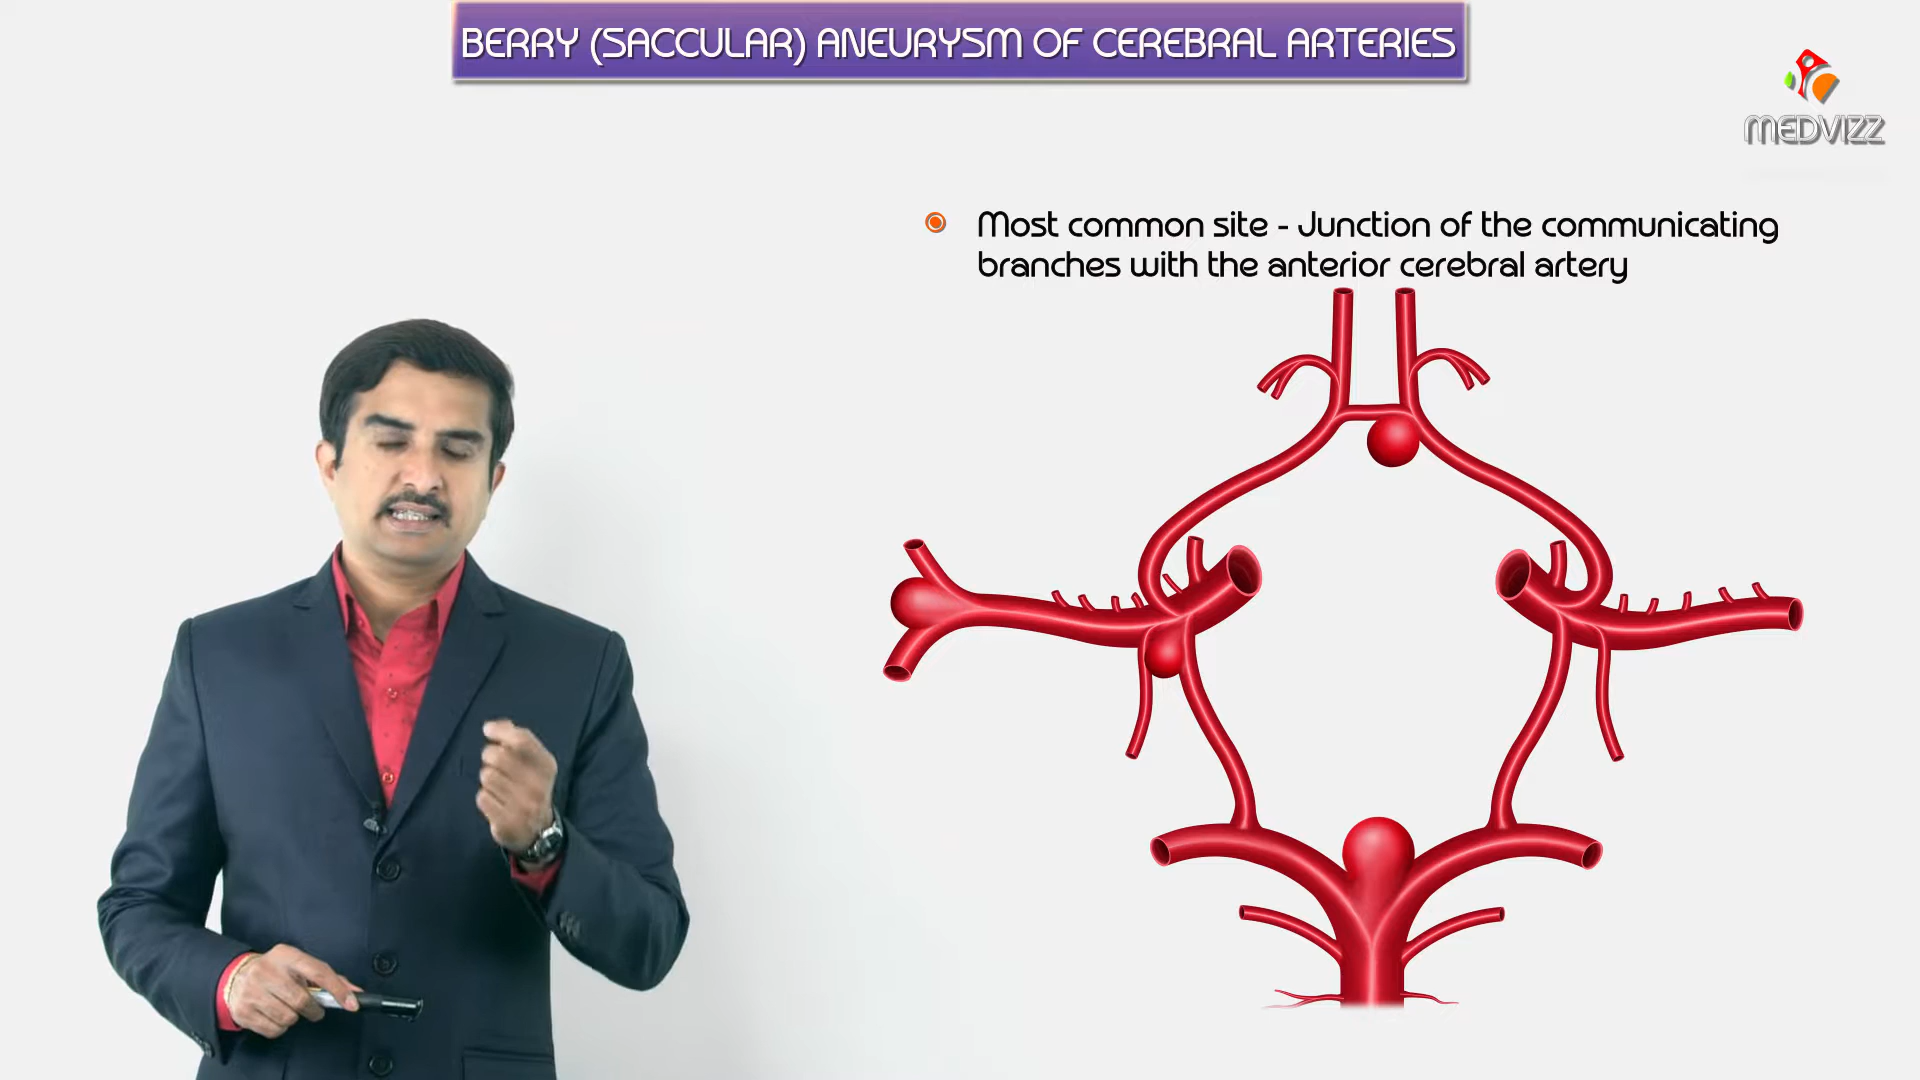 BERRY (SACCULAR) ANEURYSM OF CEREBRAL ARTERIES
MEDVIZZ
Most common site - Junction of the communicating
branches with the anterior cerebral artery